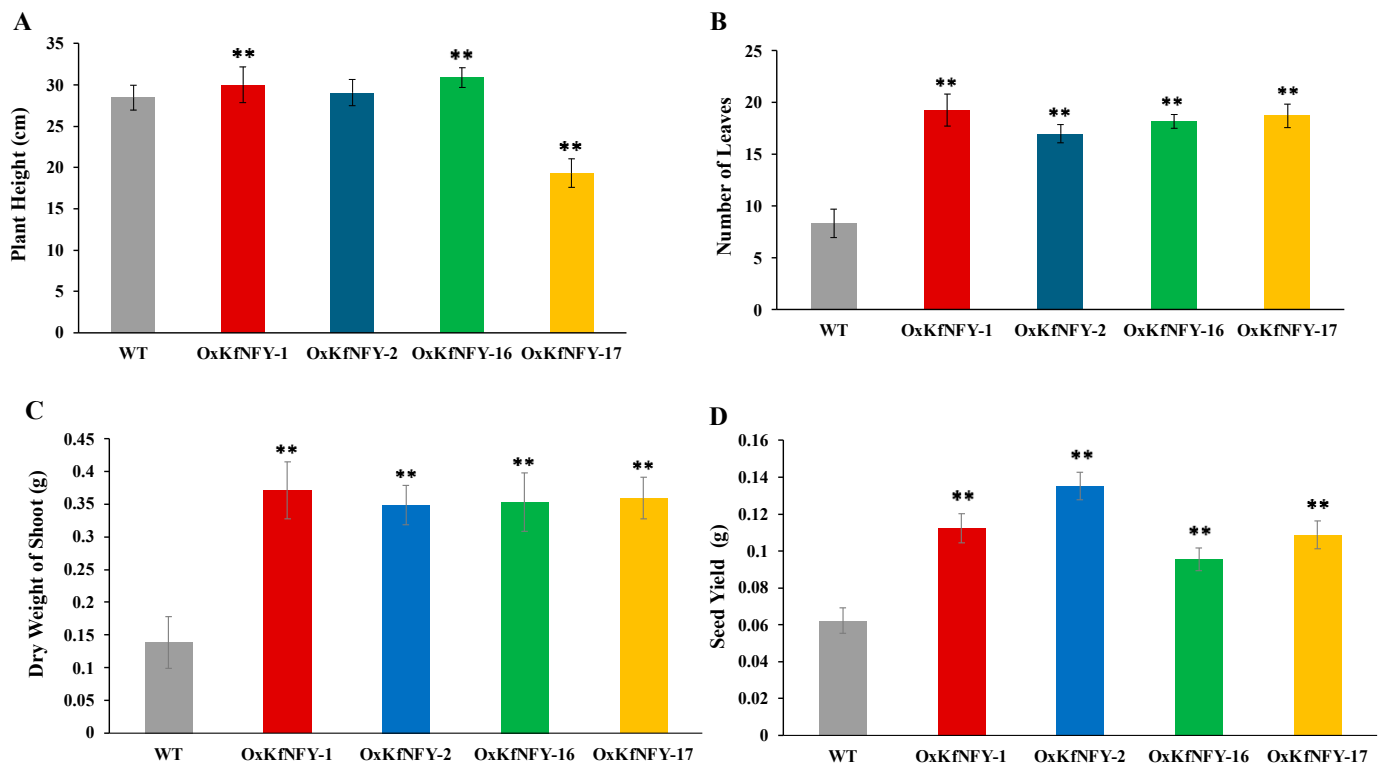 A
Plant Height (cm)
35
30
25
20
15
10
5
0
**
**
**
WT
OxKfNFY-1
OxKfNFY-2
OxKfNFY-16
OxKfNFY-17
B
Number of Leaves
25
20
15
10
5
0
**
**
**
**
WT
OxKfNFY-1
OxKfNFY-2
OxKfNFY-16
OxKfNFY-17
C
Dry Weight of Shoot (g)
0.45
0.4
0.35
0.3
0.25
0.2
0.15
0.1
0.05
0
**
**
**
**
WT
OxKfNFY-1
OxKfNFY-2
OxKfNFY-16
OxKfNFY-17
D
Seed Yield (g)
0.16
0.14
0.12
0.1
0.08
0.06
0.04
0.02
0
**
**
**
**
WT
OxKfNFY-1
OxKfNFY-2
OxKfNFY-16
OxKfNFY-17